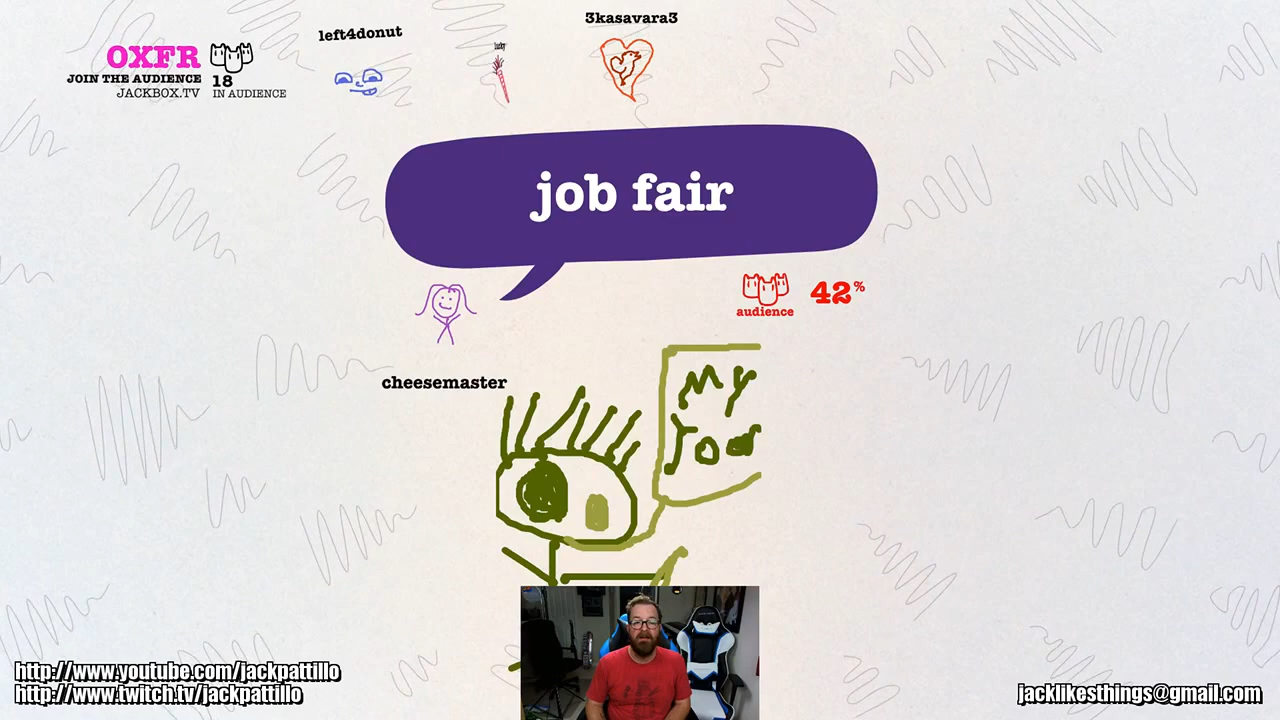 3kasavara3
left4donut
OXFR
JOIN THE AUDIENCE
JACKBOX.TV
18
IN AUDIENCE
job fair
42%
audience
cheesemaster
My
http://www.youtube.com/jackpattillo
http://www.twitch.tv/jackpattillo
jacklikesthings@gmail.com